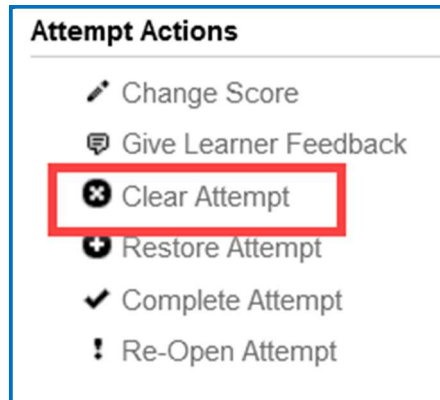 Attempt Actions
Change Score
Give Learner Feedback
Clear Attempt
Restore Attempt
Complete Attempt
Re-Open Attempt